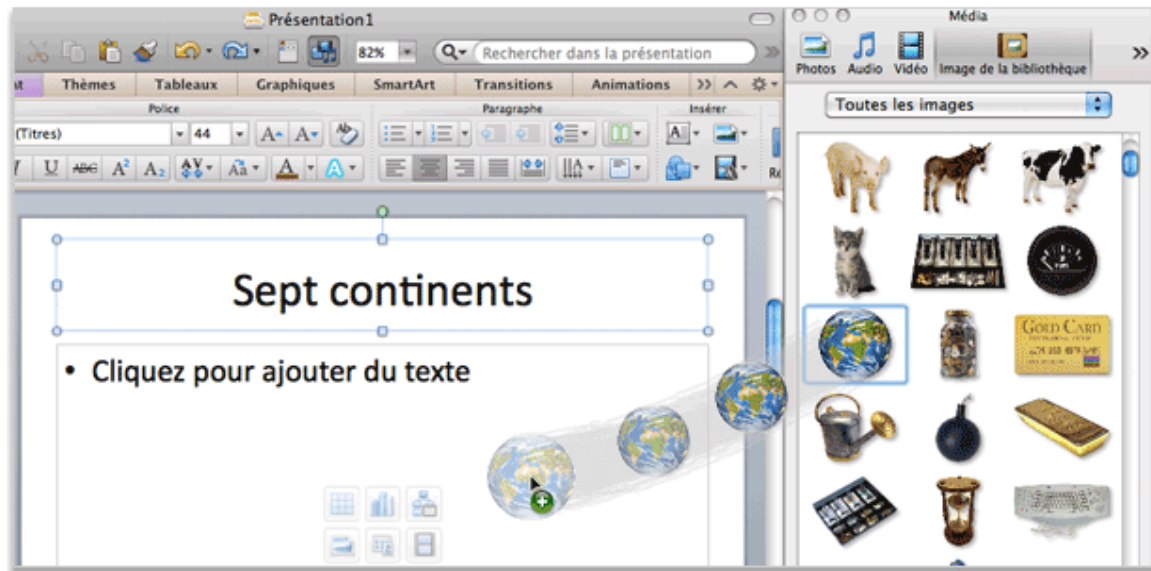 Présentation1
82%
Rechercher dans la présentation
Thèmes Tableaux Graphiques SmartArt Transitions Animations
Police Paragraphe Insérer
(Titres) 44
Sept continents
• Cliquez pour ajouter du texte
Média
Photos Audio Vidéo Image de la bibliothèque
Toutes les images
GOLD CARD